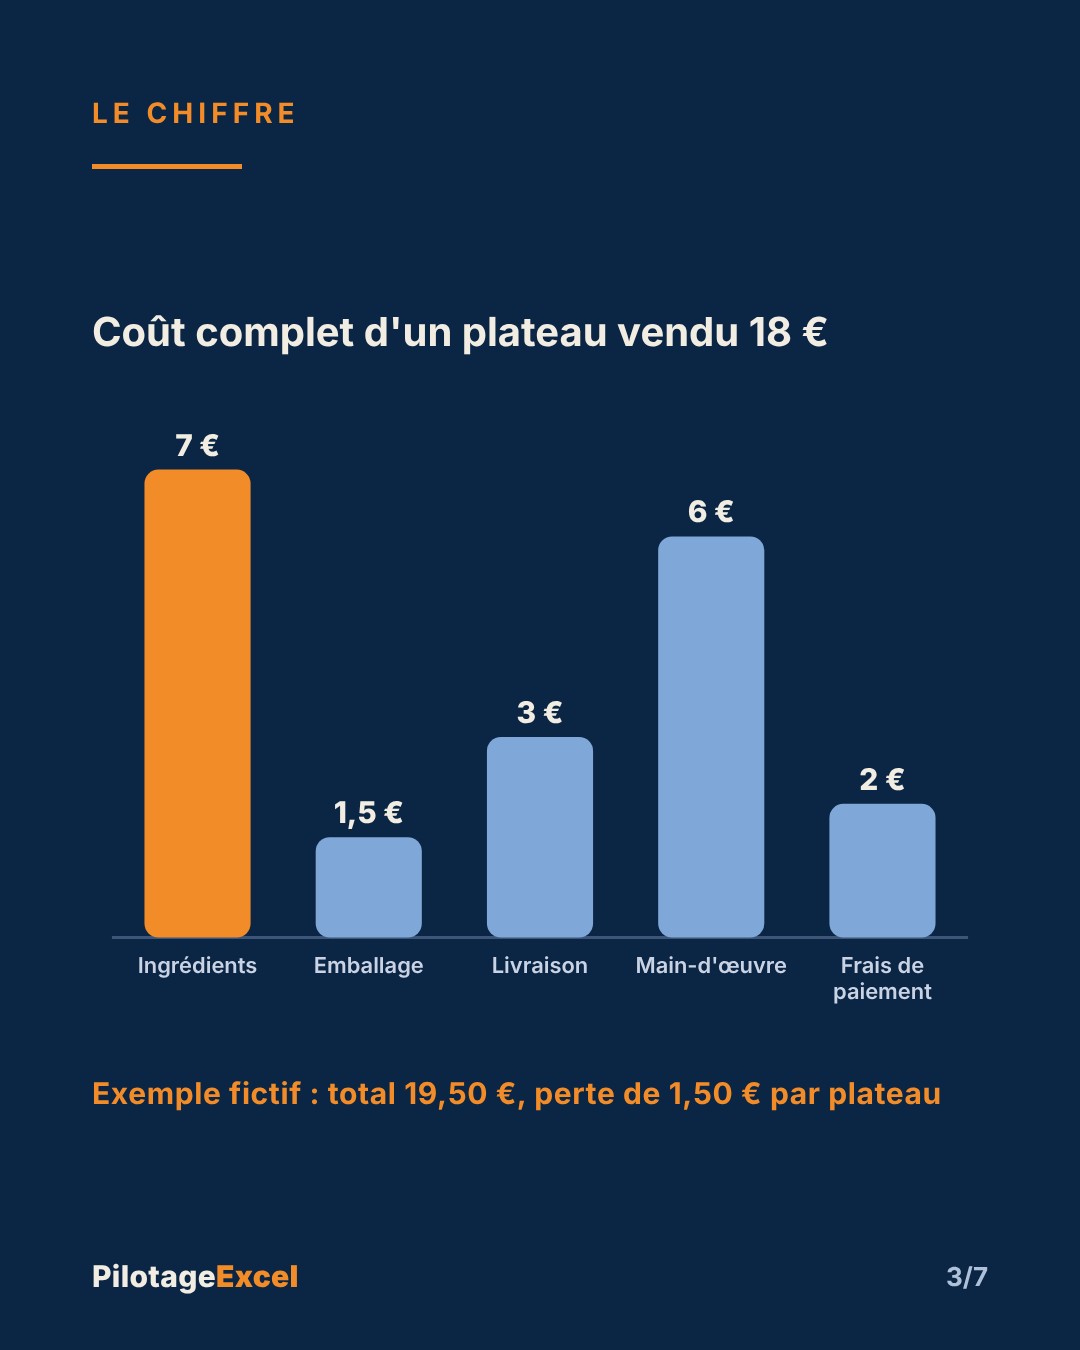 LE CHIFFRE
Coût complet d'un plateau vendu 18 €
7 €
1,5 €
3 €
6 €
2 €
Ingrédients
Emballage
Livraison
Main-d'œuvre
Frais de
paiement
Exemple fictif : total 19,50 €, perte de 1,50 € par plateau
PilotageExcel
3/7